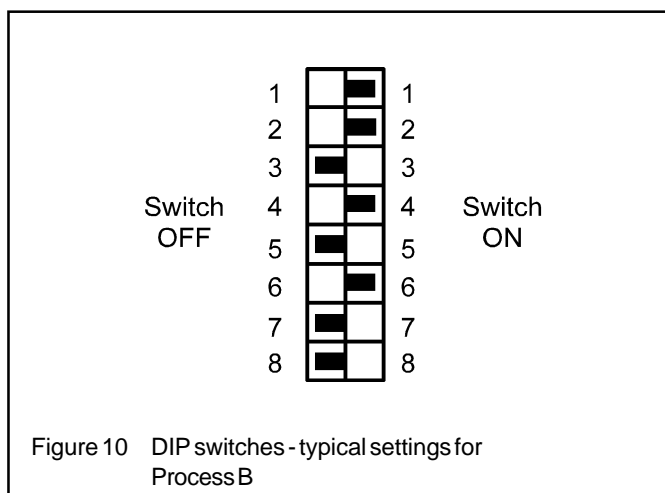 1 1
2 2
3 3
Switch OFF 4 4 Switch ON
5 5
6 6
7 7
8 8
Figure 10 DIP switches - typical settings for
Process B